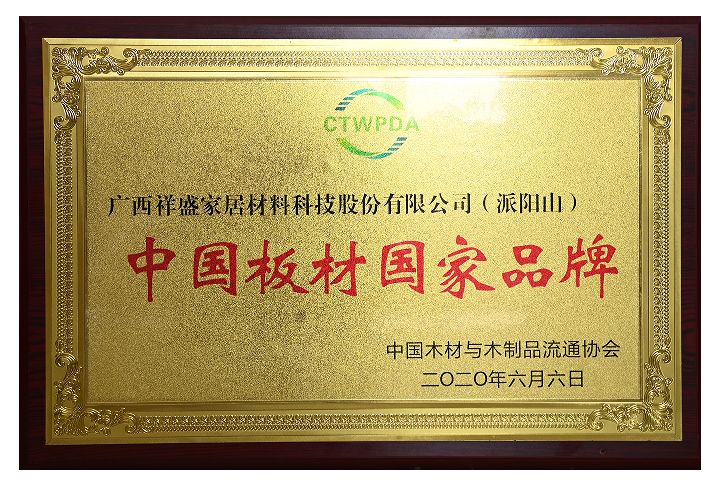 CTWPDA
广西祥盛家居材料科技股份有限公司（派阳山）
中国板材国家品牌
中国木材与木制品流通协会
二〇二〇年六月六日